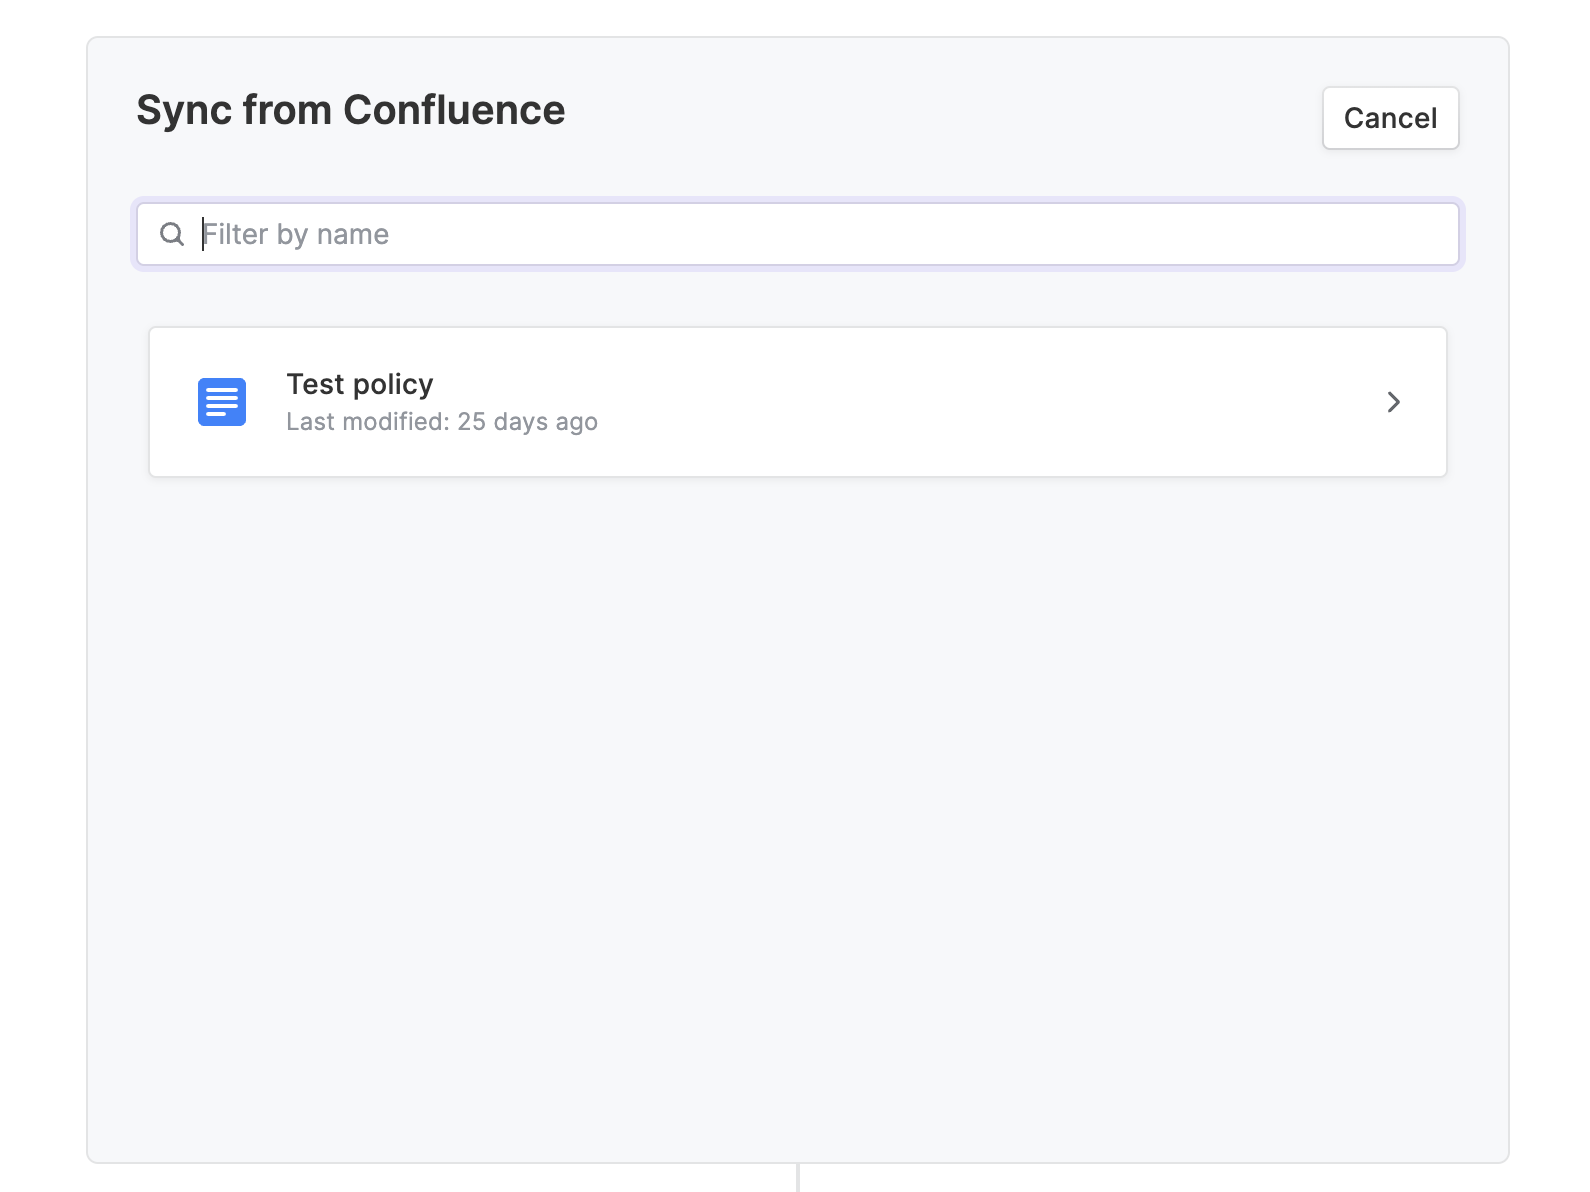 Sync from Confluence
Cancel
Filter by name
Test policy
Last modified: 25 days ago